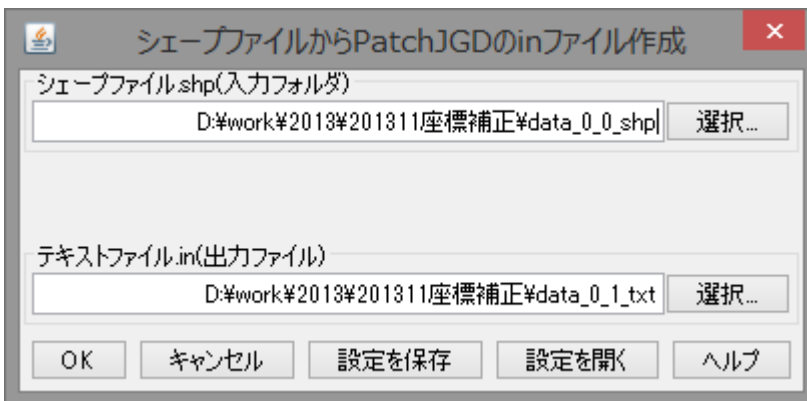 シェープファイルからPatchJGDのinファイル作成
×
シェープファイル.shp(入力フォルダ)
D:¥work¥2013¥201311座標補正¥data_0_0_shp 選択...
テキストファイル.in(出力ファイル)
D:¥work¥2013¥201311座標補正¥data_0_1_txt 選択...
OK キャンセル 設定を保存 設定を開く ヘルプ